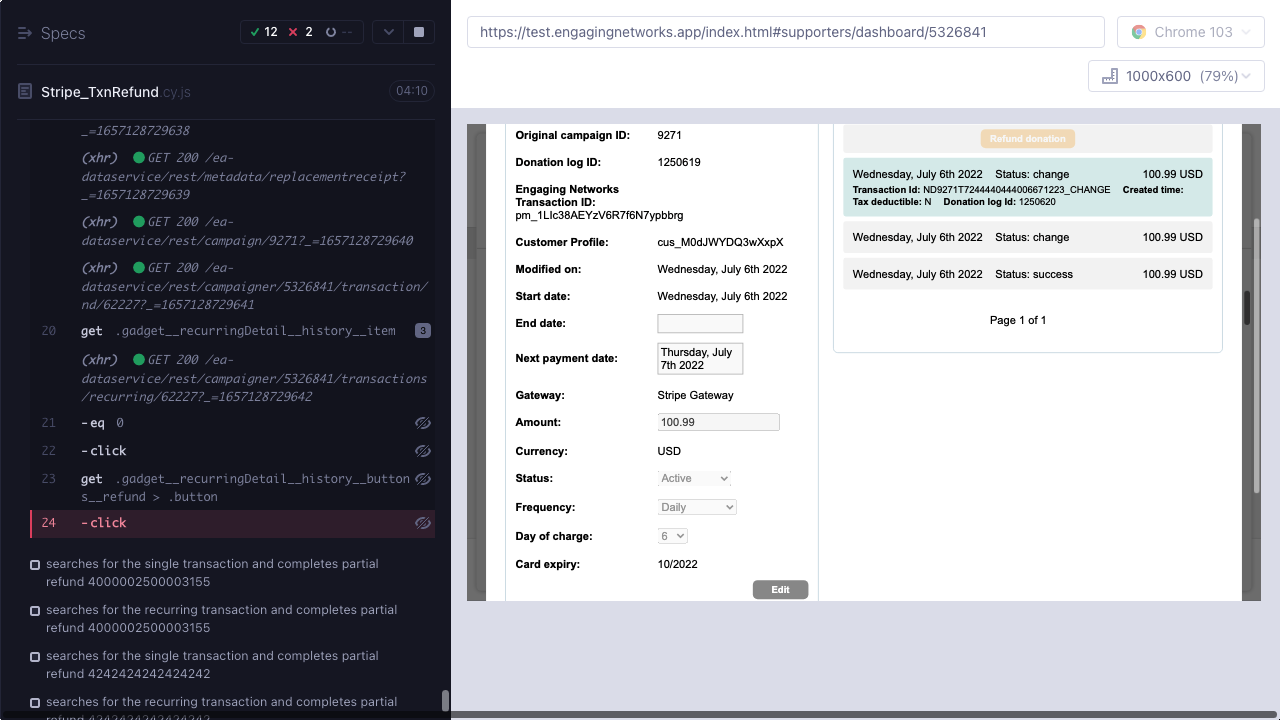 Specs
12
2
--
Stripe_TxnRefund.cy.js
04:10
_=1657128729638
(xhr) GET 200 /ea-
dataservice/rest/metadata/replacementreceipt?
_=1657128729639
(xhr) GET 200 /ea-
dataservice/rest/campaign/9271?_=1657128729640
(xhr) GET 200 /ea-
dataservice/rest/campaigner/5326841/transaction/
nd/62227?_=1657128729641
20 get .gadget__recurringDetail__history__item 3
(xhr) GET 200 /ea-
dataservice/rest/campaigner/5326841/transactions
/recurring/62227?_=1657128729642
21 -eq 0
22 -click
23 get .gadget__recurringDetail__history__button
s__refund > .button
24 -click
searches for the single transaction and completes partial
refund 4000002500003155
searches for the recurring transaction and completes partial
refund 4000002500003155
searches for the single transaction and completes partial
refund 4242424242424242
searches for the recurring transaction and completes partial
refund 4242424242424242
https://test.engagingnetworks.app/index.html#supporters/dashboard/5326841
Chrome 103
1000x600 (79%)
Original campaign ID: 9271
Donation log ID: 1250619
Engaging Networks
Transaction ID:
pm_1LIc38AEYzV6R7f6N7ypbbrg
Customer Profile: cus_M0dJWYDQ3wXxpX
Modified on: Wednesday, July 6th 2022
Start date: Wednesday, July 6th 2022
End date:
Next payment date: Thursday, July
7th 2022
Gateway: Stripe Gateway
Amount: 100.99
Currency: USD
Status: Active
Frequency: Daily
Day of charge: 6
Card expiry: 10/2022
Edit
Refund donation
Wednesday, July 6th 2022 Status: change 100.99 USD
Transaction Id: ND9271T724440444006671223_CHANGE Created time:
Tax deductible: N Donation log Id: 1250620
Wednesday, July 6th 2022 Status: change 100.99 USD
Wednesday, July 6th 2022 Status: success 100.99 USD
Page 1 of 1